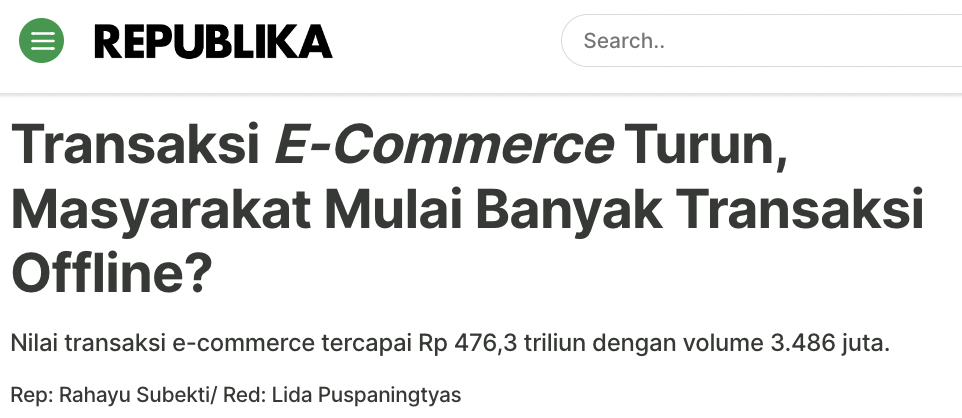 REPUBLIKA
Search..
Transaksi E-Commerce Turun,
Masyarakat Mulai Banyak Transaksi
Offline?
Nilai transaksi e-commerce tercapai Rp 476,3 triliun dengan volume 3.486 juta.
Rep: Rahayu Subekti/ Red: Lida Puspaningtyas